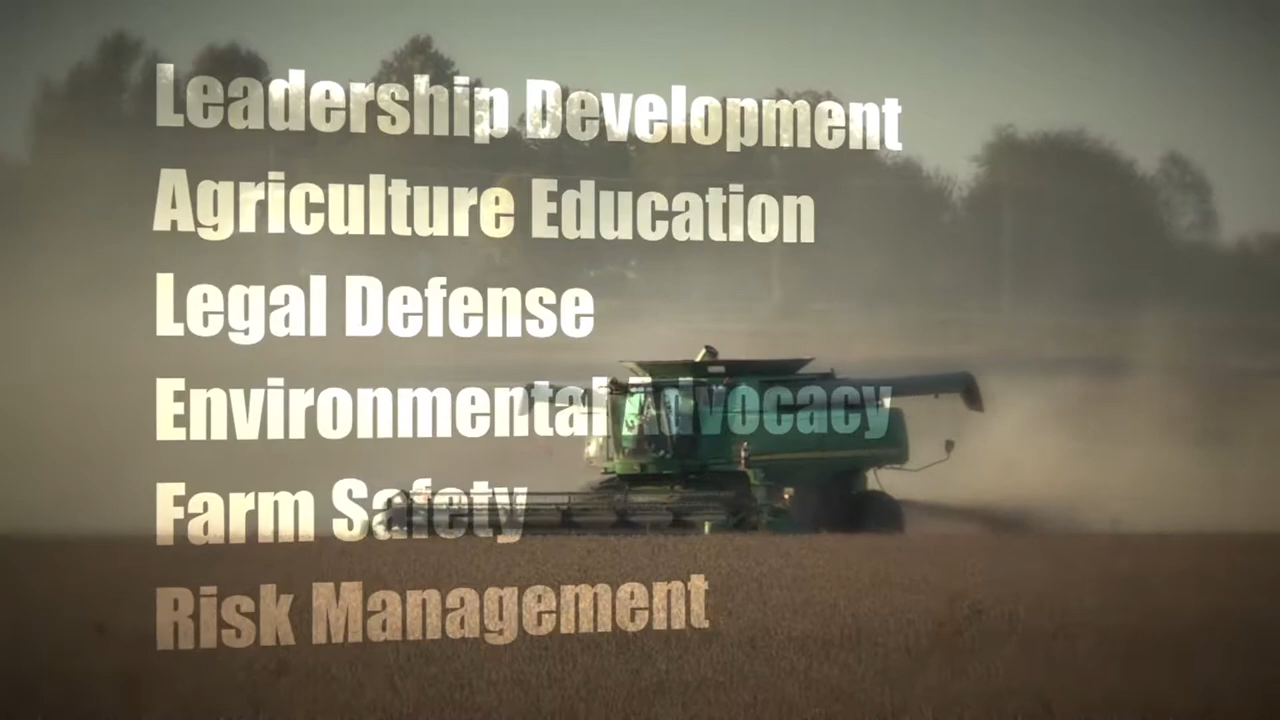 Leadership Development
Agriculture Education
Legal Defense
Environmental Advocacy
Farm Safety
Risk Management